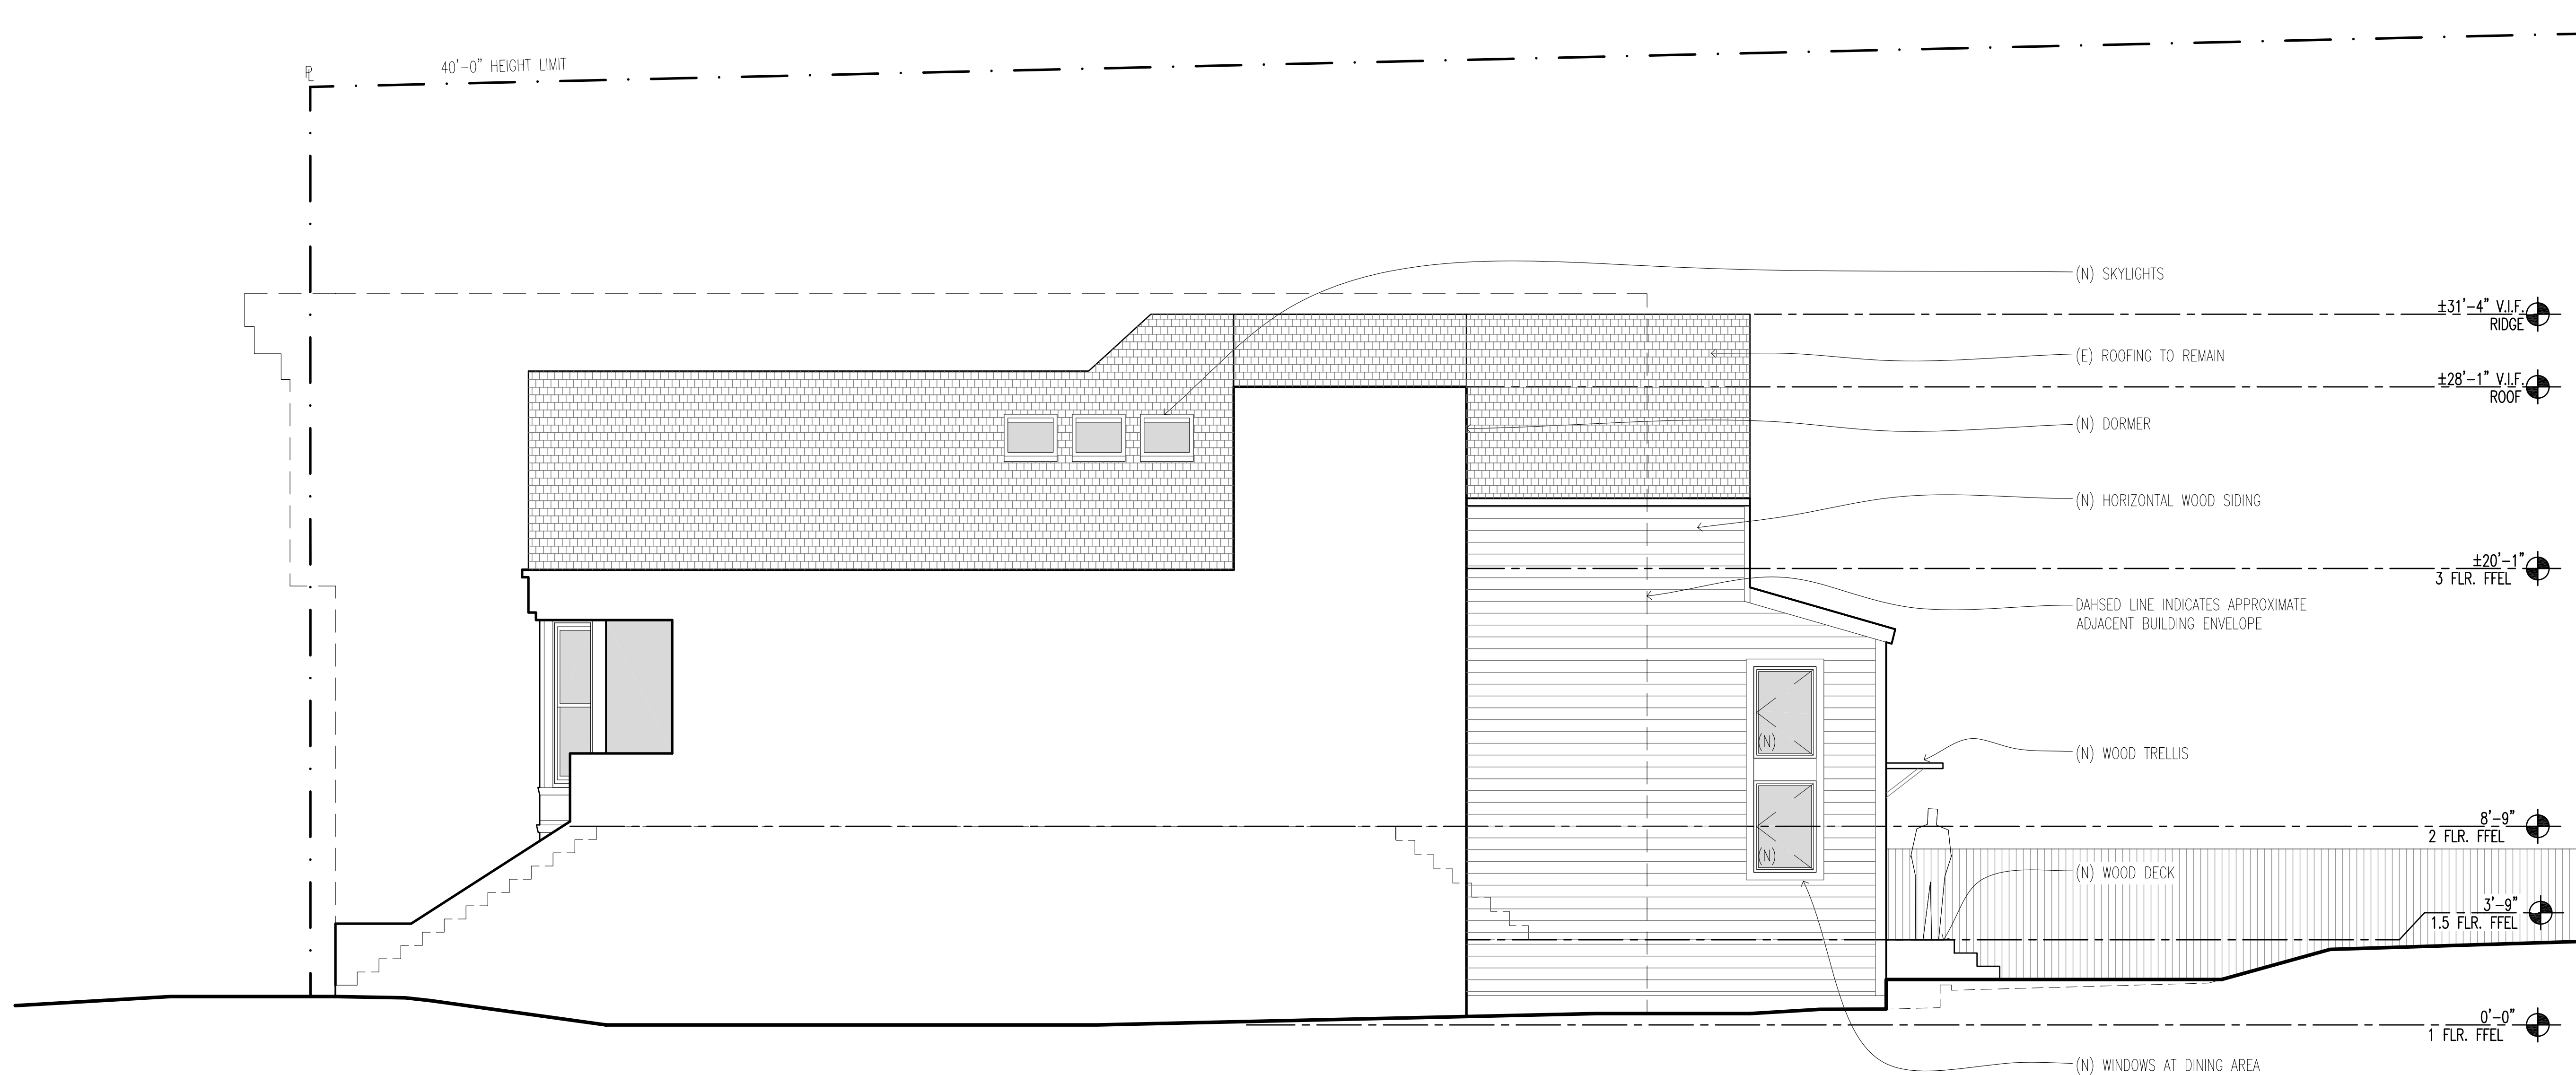 PL
40'-0" HEIGHT LIMIT
(N) SKYLIGHTS
±31'-4" V.I.F.
RIDGE
(E) ROOFING TO REMAIN
±28'-1" V.I.F.
ROOF
(N) DORMER
(N) HORIZONTAL WOOD SIDING
±20'-1"
3 FLR. FFEL
DAHSED LINE INDICATES APPROXIMATE
ADJACENT BUILDING ENVELOPE
(N)
(N) WOOD TRELLIS
8'-9"
2 FLR. FFEL
(N)
(N) WOOD DECK
3'-9"
1.5 FLR. FFEL
0'-0"
1 FLR. FFEL
(N) WINDOWS AT DINING AREA